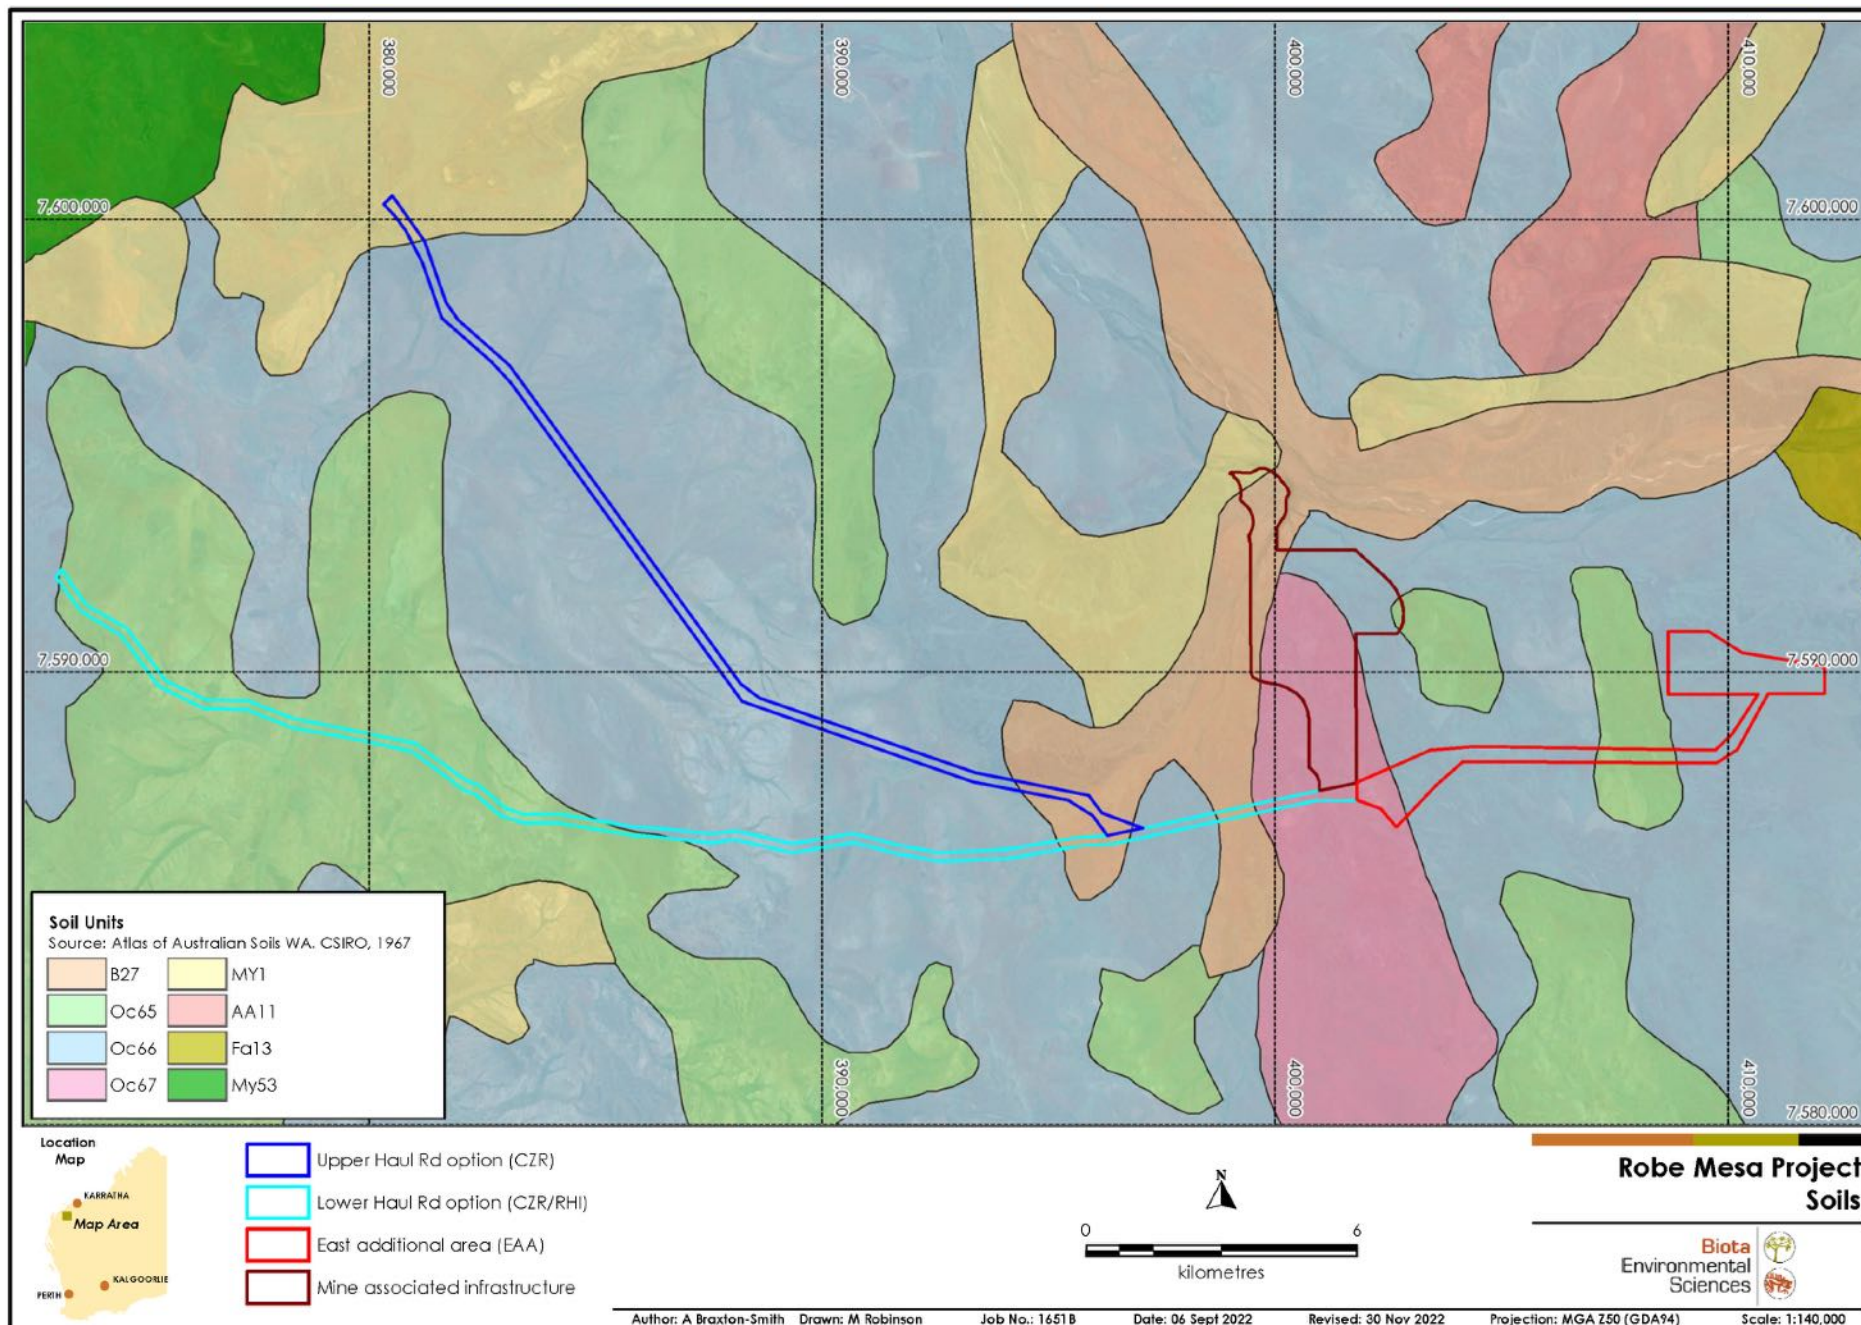 380,000
390,000
400,000
410,000
7,600,000
7,600,000
7,590,000
7,590,000
390,000
400,000
410,000
7,580,000
Soil Units
Source: Atlas of Australian Soils WA. CSIRO, 1967
B27
MY1
Oc65
AA11
Oc66
Fa13
Oc67
My53
Location
Map
KARRATHA
Map Area
KALGOORLIE
PERTH
Upper Haul Rd option (CZR)
Lower Haul Rd option (CZR/RHI)
East additional area (EAA)
Mine associated infrastructure
N
0 6
kilometres
Robe Mesa Project
Soils
Biota
Environmental
Sciences
Author: A Braxton-Smith Drawn: M Robinson Job No.: 1651B Date: 06 Sept 2022 Revised: 30 Nov 2022 Projection: MGA Z50 (GDA94) Scale: 1:140,000